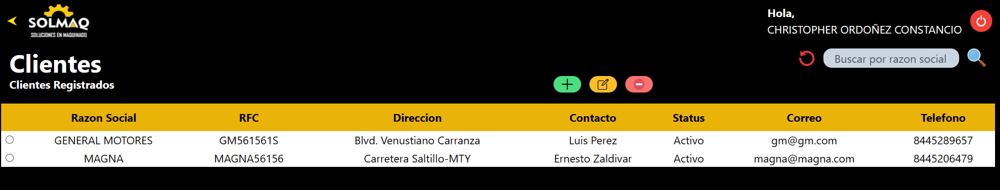 SOLMAQ
SOLUCIONES EN MAQUINADO
Hola,
CHRISTOPHER ORDOÑEZ CONSTANCIO
Clientes
Clientes Registrados
Buscar por razon social
Razon Social RFC Direccion Contacto Status Correo Telefono
GENERAL MOTORES GM561561S Blvd. Venustiano Carranza Luis Perez Activo gm@gm.com 8445289657
MAGNA MAGNA56156 Carretera Saltillo-MTY Ernesto Zaldivar Activo magna@magna.com 8445206479